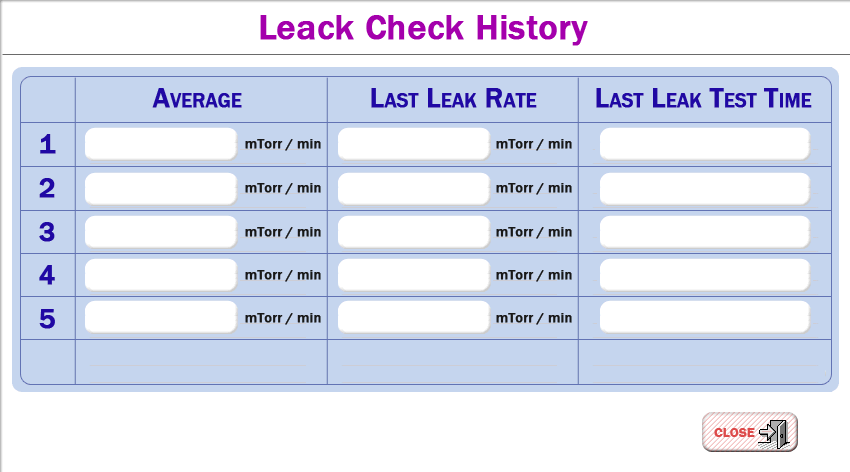 Leack Check History
AVERAGE LAST LEAK RATE LAST LEAK TEST TIME
1 mTorr / min mTorr / min
2 mTorr / min mTorr / min
3 mTorr / min mTorr / min
4 mTorr / min mTorr / min
5 mTorr / min mTorr / min
CLOSE